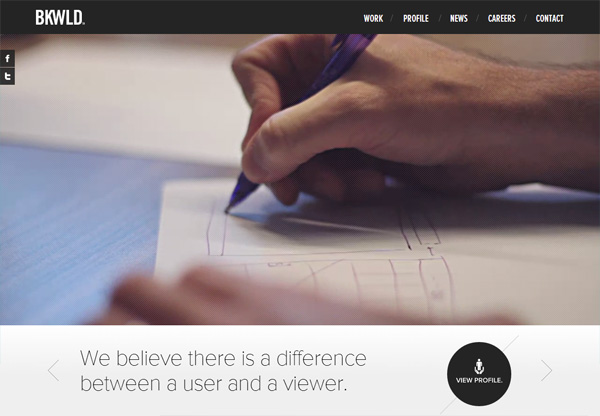 BKWLD.
WORK / PROFILE / NEWS / CAREERS / CONTACT
f
t
We believe there is a difference
between a user and a viewer.
VIEW PROFILE.